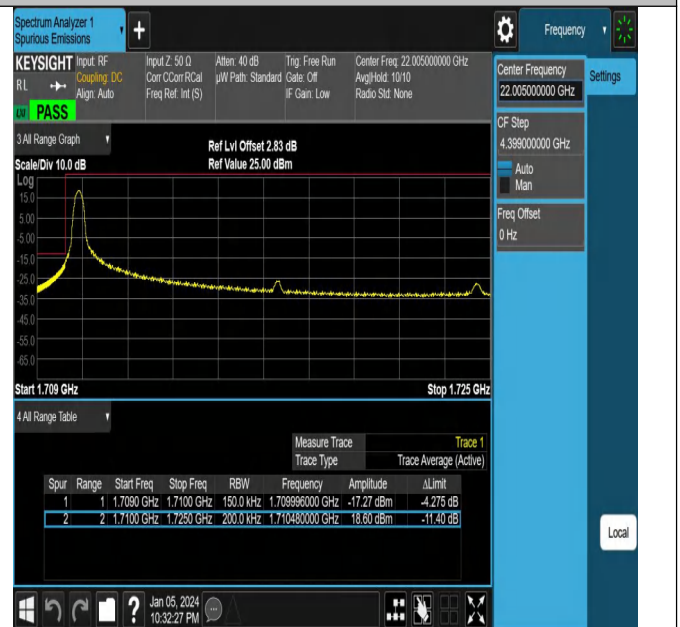 Spectrum Analyzer 1
Spurious Emissions
Frequency
KEYSIGHT
RL
LXI
PASS
Input: RF
Coupling: DC
Align: Auto
Input Z: 50 Ω
Corr CCorr RCal
Freq Ref: Int (S)
Atten: 40 dB
µW Path: Standard
Trig: Free Run
Gate: Off
IF Gain: Low
Center Freq: 22.005000000 GHz
Avg|Hold: 10/10
Radio Std: None
Center Frequency
22.005000000 GHz
Settings
CF Step
4.399000000 GHz
Auto
Man
Freq Offset
0 Hz
3 All Range Graph
Scale/Div 10.0 dB
Ref Lvl Offset 2.83 dB
Ref Value 25.00 dBm
Log
15.0
5.00
-5.00
-15.0
-25.0
-35.0
-45.0
-55.0
-65.0
Start 1.709 GHz
Stop 1.725 GHz
4 All Range Table
Measure Trace Trace 1
Trace Type Trace Average (Active)
Spur Range Start Freq Stop Freq RBW Frequency Amplitude ΔLimit
1 1 1.7090 GHz 1.7100 GHz 150.0 kHz 1.709996000 GHz -17.27 dBm -4.275 dB
2 2 1.7100 GHz 1.7250 GHz 200.0 kHz 1.710480000 GHz 18.60 dBm -11.40 dB
Local
?
Jan 05, 2024
10:32:27 PM